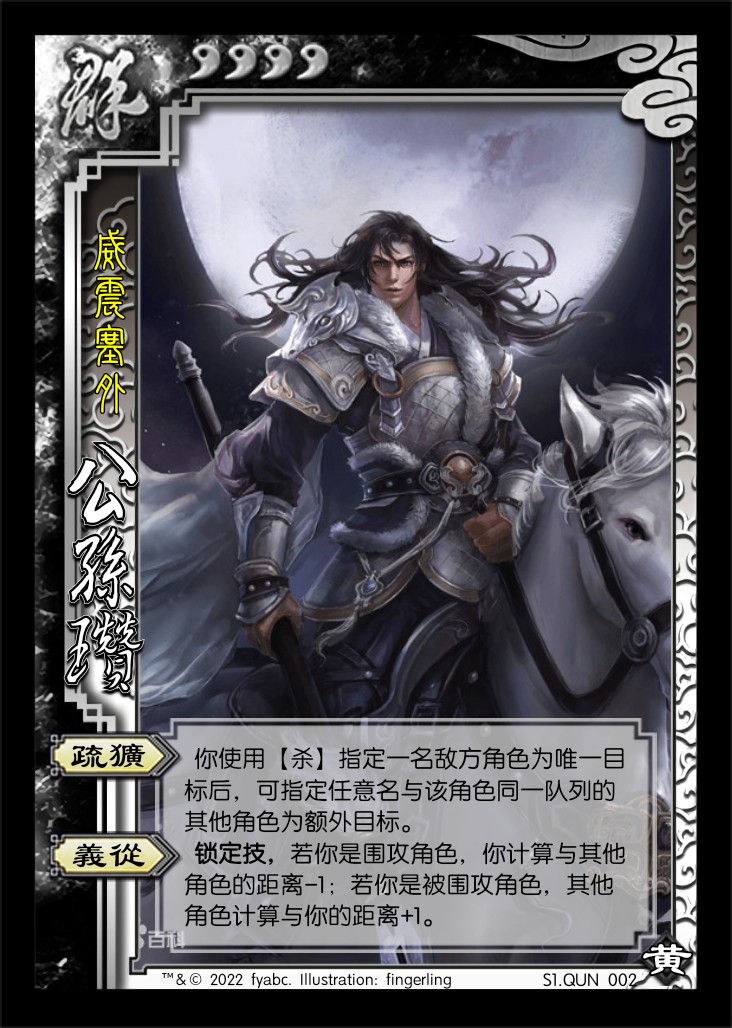 群
威震塞外
公孫瓚
疏獷
你使用【杀】指定一名敌方角色为唯一目
标后，可指定任意名与该角色同一队列的
其他角色为额外目标。
義從
锁定技，若你是围攻角色，你计算与其他
角色的距离-1；若你是被围攻角色，其他
角色计算与你的距离+1。
百科
黄
™&© 2022 fyabc. Illustration: fingerling
S1.QUN 002